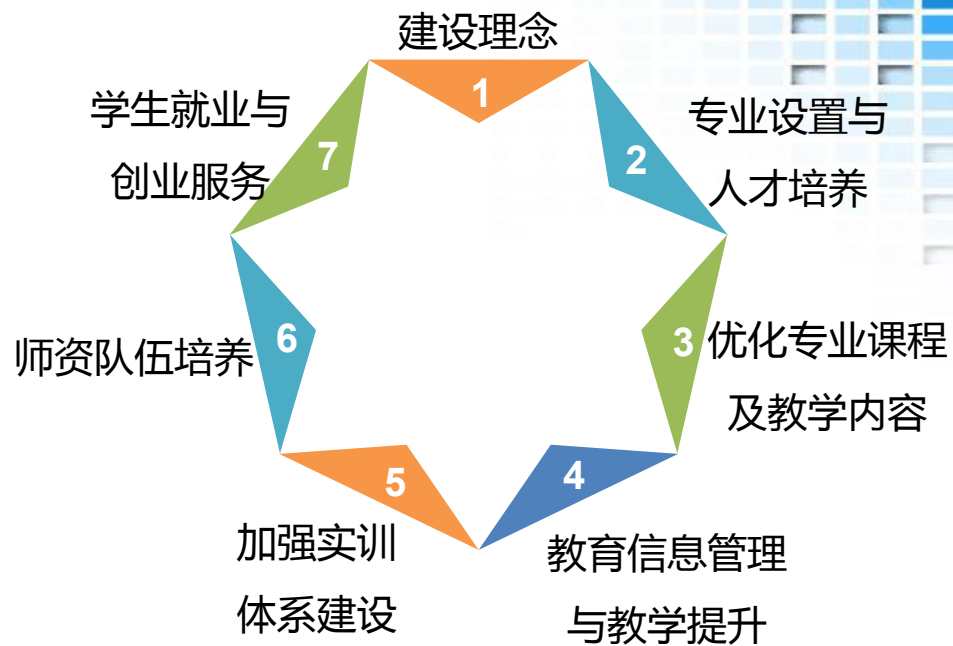 建设理念
1
专业设置与
人才培养
2
3
优化专业课程
及教学内容
4
教育信息管理
与教学提升
5
加强实训
体系建设
6
师资队伍培养
7
学生就业与
创业服务